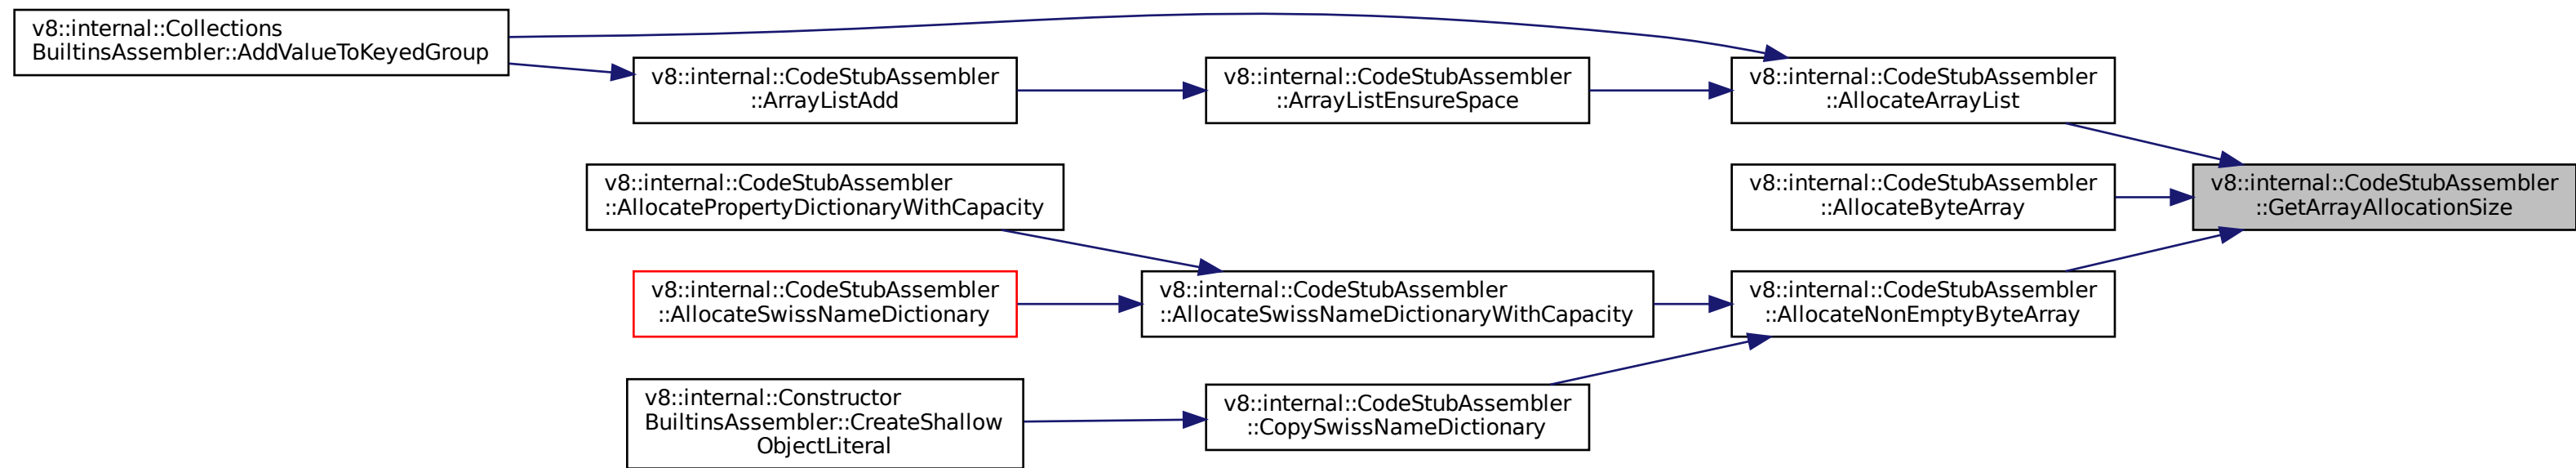 v8::internal::Collections
BuiltinsAssembler::AddValueToKeyedGroup
v8::internal::CodeStubAssembler
::ArrayListAdd
v8::internal::CodeStubAssembler
::ArrayListEnsureSpace
v8::internal::CodeStubAssembler
::AllocateArrayList
v8::internal::CodeStubAssembler
::AllocatePropertyDictionaryWithCapacity
v8::internal::CodeStubAssembler
::AllocateByteArray
v8::internal::CodeStubAssembler
::GetArrayAllocationSize
v8::internal::CodeStubAssembler
::AllocateSwissNameDictionary
v8::internal::CodeStubAssembler
::AllocateSwissNameDictionaryWithCapacity
v8::internal::CodeStubAssembler
::AllocateNonEmptyByteArray
v8::internal::Constructor
BuiltinsAssembler::CreateShallow
ObjectLiteral
v8::internal::CodeStubAssembler
::CopySwissNameDictionary